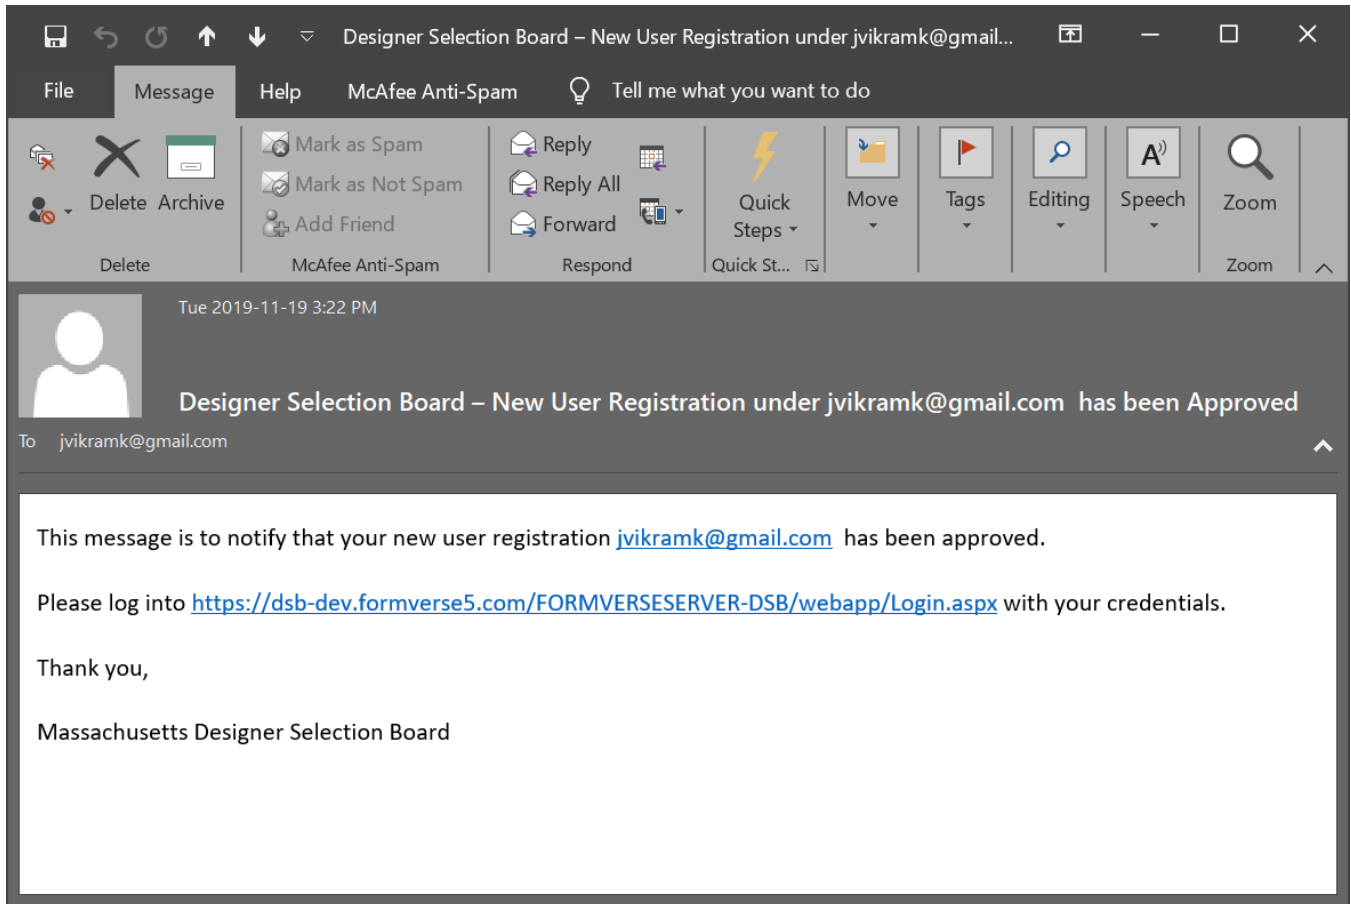 Designer Selection Board – New User Registration under jvikramk@gmail...
File Message Help McAfee Anti-Spam Tell me what you want to do
Mark as Spam
Mark as Not Spam
Add Friend
Delete Archive
Reply
Reply All
Forward
Quick Steps
Move
Tags
Editing
A
Speech
Zoom
Delete McAfee Anti-Spam Respond Quick St... Zoom
Tue 2019-11-19 3:22 PM
Designer Selection Board – New User Registration under jvikramk@gmail.com has been Approved
To jvikramk@gmail.com
This message is to notify that your new user registration jvikramk@gmail.com has been approved.
Please log into https://dsb-dev.formverse5.com/FORMVERSESERVER-DSB/webapp/Login.aspx with your credentials.
Thank you,
Massachusetts Designer Selection Board